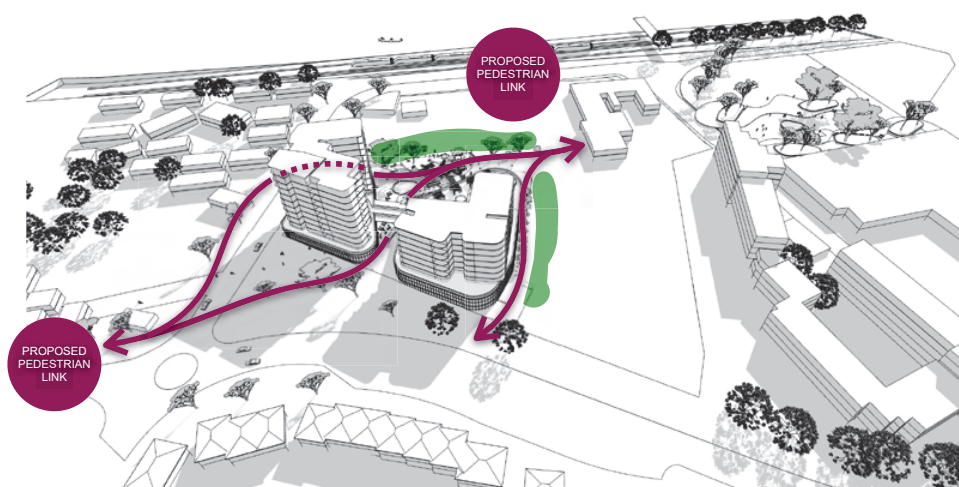 PROPOSED
PEDESTRIAN
LINK
PROPOSED
PEDESTRIAN
LINK